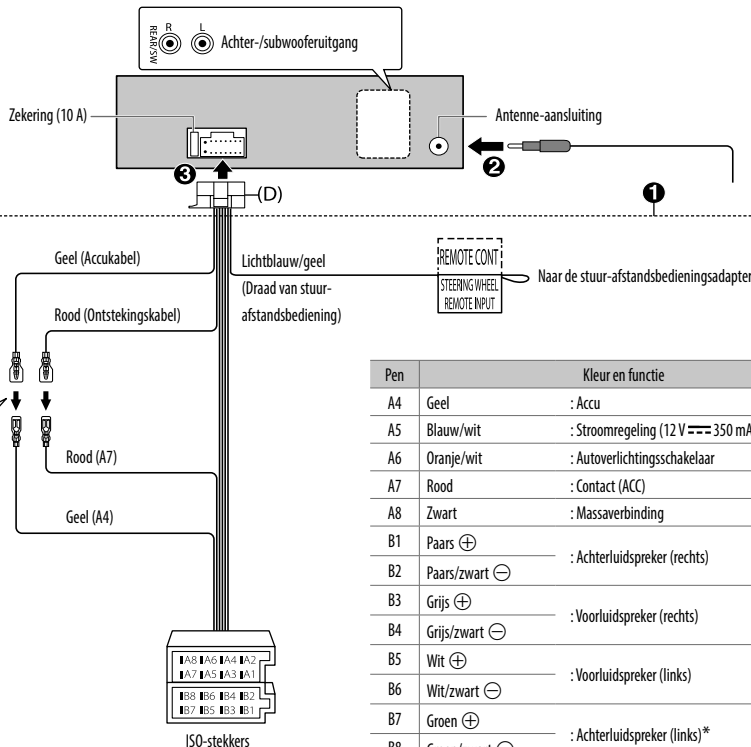 R L
REAR/SW
Achter-/subwooferuitgang
Zekering (10 A)
Antenne-aansluiting
❸
❷
(D)
❶
Geel (Accukabel)
Lichtblauw/geel
(Draad van stuur-
afstandsbediening)
REMOTE CONT
STEERING WHEEL
REMOTE INPUT
Naar de stuur-afstandsbedieningsadapter
Rood (Ontstekingskabel)
Rood (A7)
Geel (A4)
A8 A6 A4 A2
A7 A5 A3 A1
B8 B6 B4 B2
B7 B5 B3 B1
ISO-stekkers
Pen Kleur en functie
A4 Geel : Accu
A5 Blauw/wit : Stroomregeling (12 V ⎓ 350 mA
A6 Oranje/wit : Autoverlichtingsschakelaar
A7 Rood : Contact (ACC)
A8 Zwart : Massaverbinding
B1 Paars ⊕ : Achterluidspreker (rechts)
B2 Paars/zwart ⊖
B3 Grijs ⊕ : Voorluidspreker (rechts)
B4 Grijs/zwart ⊖
B5 Wit ⊕ : Voorluidspreker (links)
B6 Wit/zwart ⊖
B7 Groen ⊕ : Achterluidspreker (links)*